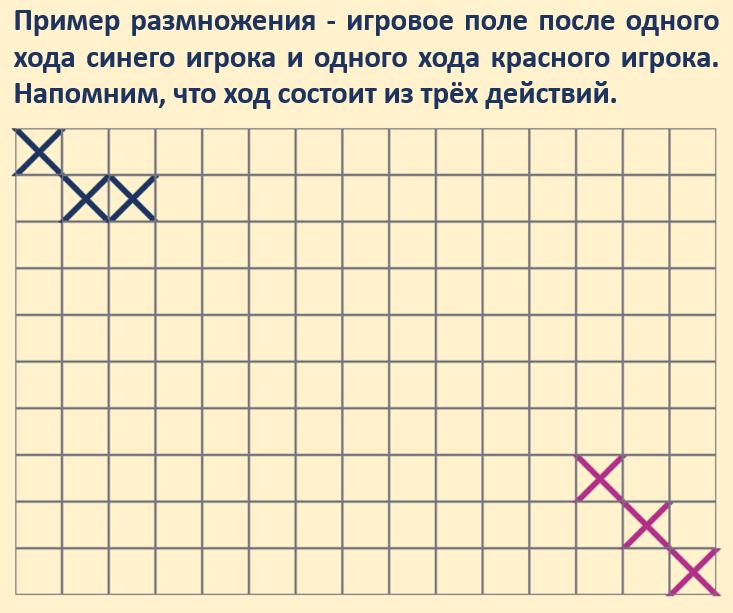 Пример размножения - игровое поле после одного
хода синего игрока и одного хода красного игрока.
Напомним, что ход состоит из трёх действий.